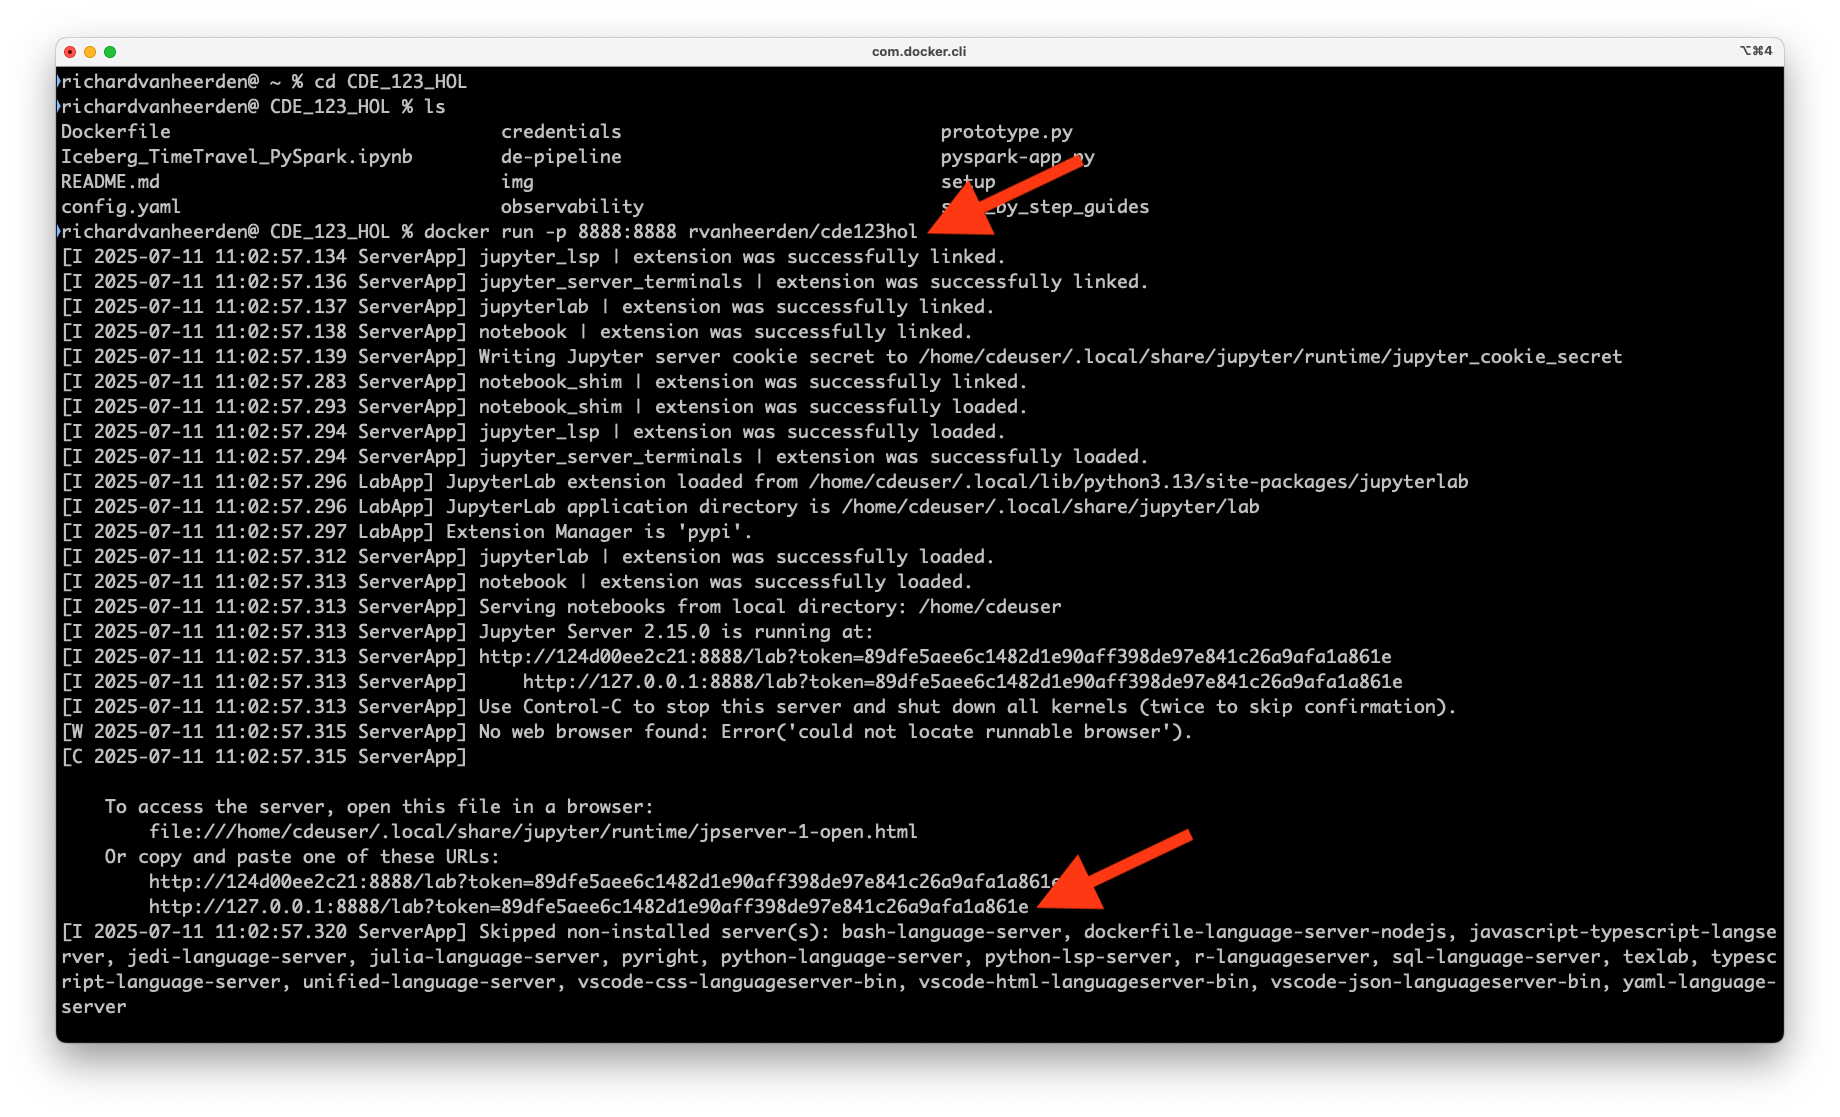 com.docker.cli
⌥⌘4
richardvanheerden@ ~ % cd CDE_123_HOL
richardvanheerden@ CDE_123_HOL % ls
Dockerfile credentials prototype.py
Iceberg_TimeTravel_PySpark.ipynb de-pipeline pyspark-app.py
README.md img setup
config.yaml observability step_by_step_guides
richardvanheerden@ CDE_123_HOL % docker run -p 8888:8888 rvanheerden/cde123hol
[I 2025-07-11 11:02:57.134 ServerApp] jupyter_lsp | extension was successfully linked.
[I 2025-07-11 11:02:57.136 ServerApp] jupyter_server_terminals | extension was successfully linked.
[I 2025-07-11 11:02:57.137 ServerApp] jupyterlab | extension was successfully linked.
[I 2025-07-11 11:02:57.138 ServerApp] notebook | extension was successfully linked.
[I 2025-07-11 11:02:57.139 ServerApp] Writing Jupyter server cookie secret to /home/cdeuser/.local/share/jupyter/runtime/jupyter_cookie_secret
[I 2025-07-11 11:02:57.283 ServerApp] notebook_shim | extension was successfully linked.
[I 2025-07-11 11:02:57.293 ServerApp] notebook_shim | extension was successfully loaded.
[I 2025-07-11 11:02:57.294 ServerApp] jupyter_lsp | extension was successfully loaded.
[I 2025-07-11 11:02:57.294 ServerApp] jupyter_server_terminals | extension was successfully loaded.
[I 2025-07-11 11:02:57.296 LabApp] JupyterLab extension loaded from /home/cdeuser/.local/lib/python3.13/site-packages/jupyterlab
[I 2025-07-11 11:02:57.296 LabApp] JupyterLab application directory is /home/cdeuser/.local/share/jupyter/lab
[I 2025-07-11 11:02:57.297 LabApp] Extension Manager is 'pypi'.
[I 2025-07-11 11:02:57.312 ServerApp] jupyterlab | extension was successfully loaded.
[I 2025-07-11 11:02:57.313 ServerApp] notebook | extension was successfully loaded.
[I 2025-07-11 11:02:57.313 ServerApp] Serving notebooks from local directory: /home/cdeuser
[I 2025-07-11 11:02:57.313 ServerApp] Jupyter Server 2.15.0 is running at:
[I 2025-07-11 11:02:57.313 ServerApp] http://124d00ee2c21:8888/lab?token=89dfe5aee6c1482d1e90aff398de97e841c26a9afa1a861e
[I 2025-07-11 11:02:57.313 ServerApp]     http://127.0.0.1:8888/lab?token=89dfe5aee6c1482d1e90aff398de97e841c26a9afa1a861e
[I 2025-07-11 11:02:57.313 ServerApp] Use Control-C to stop this server and shut down all kernels (twice to skip confirmation).
[W 2025-07-11 11:02:57.315 ServerApp] No web browser found: Error('could not locate runnable browser').
[C 2025-07-11 11:02:57.315 ServerApp]
To access the server, open this file in a browser:
file:///home/cdeuser/.local/share/jupyter/runtime/jpserver-1-open.html
Or copy and paste one of these URLs:
http://124d00ee2c21:8888/lab?token=89dfe5aee6c1482d1e90aff398de97e841c26a9afa1a861e
http://127.0.0.1:8888/lab?token=89dfe5aee6c1482d1e90aff398de97e841c26a9afa1a861e
[I 2025-07-11 11:02:57.320 ServerApp] Skipped non-installed server(s): bash-language-server, dockerfile-language-server-nodejs, javascript-typescript-langse
rver, jedi-language-server, julia-language-server, pyright, python-language-server, python-lsp-server, r-languageserver, sql-language-server, texlab, typesc
ript-language-server, unified-language-server, vscode-css-languageserver-bin, vscode-html-languageserver-bin, vscode-json-languageserver-bin, yaml-language-
server